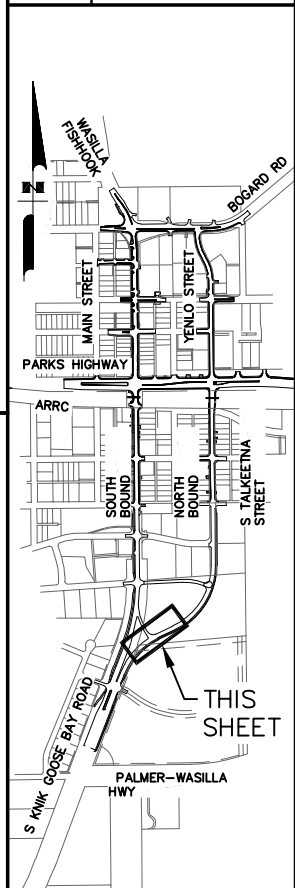 WASILLA
FISHHOOK
N
BOGARD RD
MAIN STREET
YENLO STREET
PARKS HIGHWAY
ARRC
SOUTH
BOUND
NORTH
BOUND
S TALKEETNA
STREET
THIS
SHEET
S KNIK GOOSE BAY ROAD
PALMER-WASILLA
HWY